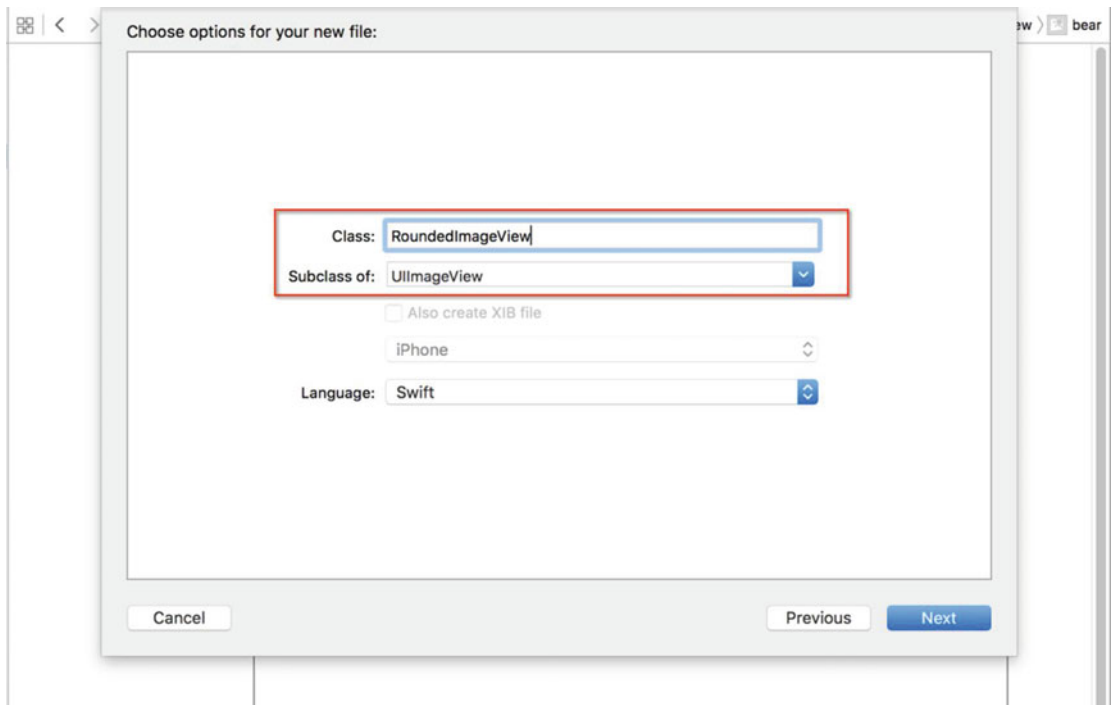 Choose options for your new file:
ew 〉 bear
Class: RoundedImageView
Subclass of: UIImageView
Also create XIB file
iPhone
Language: Swift
Cancel
Previous
Next